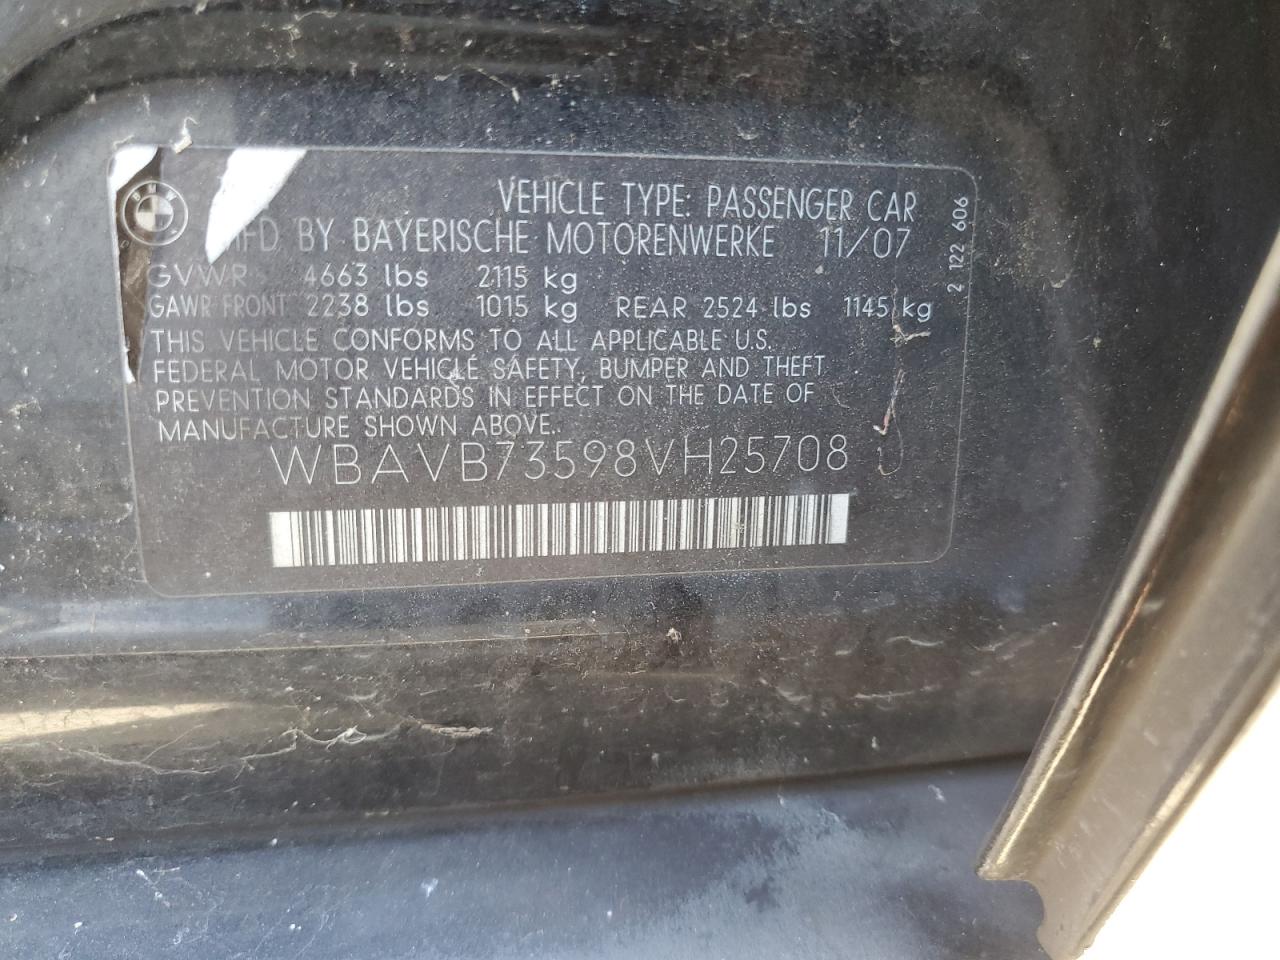 BMW
VEHICLE TYPE: PASSENGER CAR
MFD BY BAYERISCHE MOTORENWERKE 11/07
GVWR 4663 lbs 2115 kg
GAWR FRONT 2238 lbs 1015 kg REAR 2524 lbs 1145 kg
THIS VEHICLE CONFORMS TO ALL APPLICABLE U.S.
FEDERAL MOTOR VEHICLE SAFETY, BUMPER AND THEFT
PREVENTION STANDARDS IN EFFECT ON THE DATE OF
MANUFACTURE SHOWN ABOVE.
WBAVB73598VH25708
2 122 606